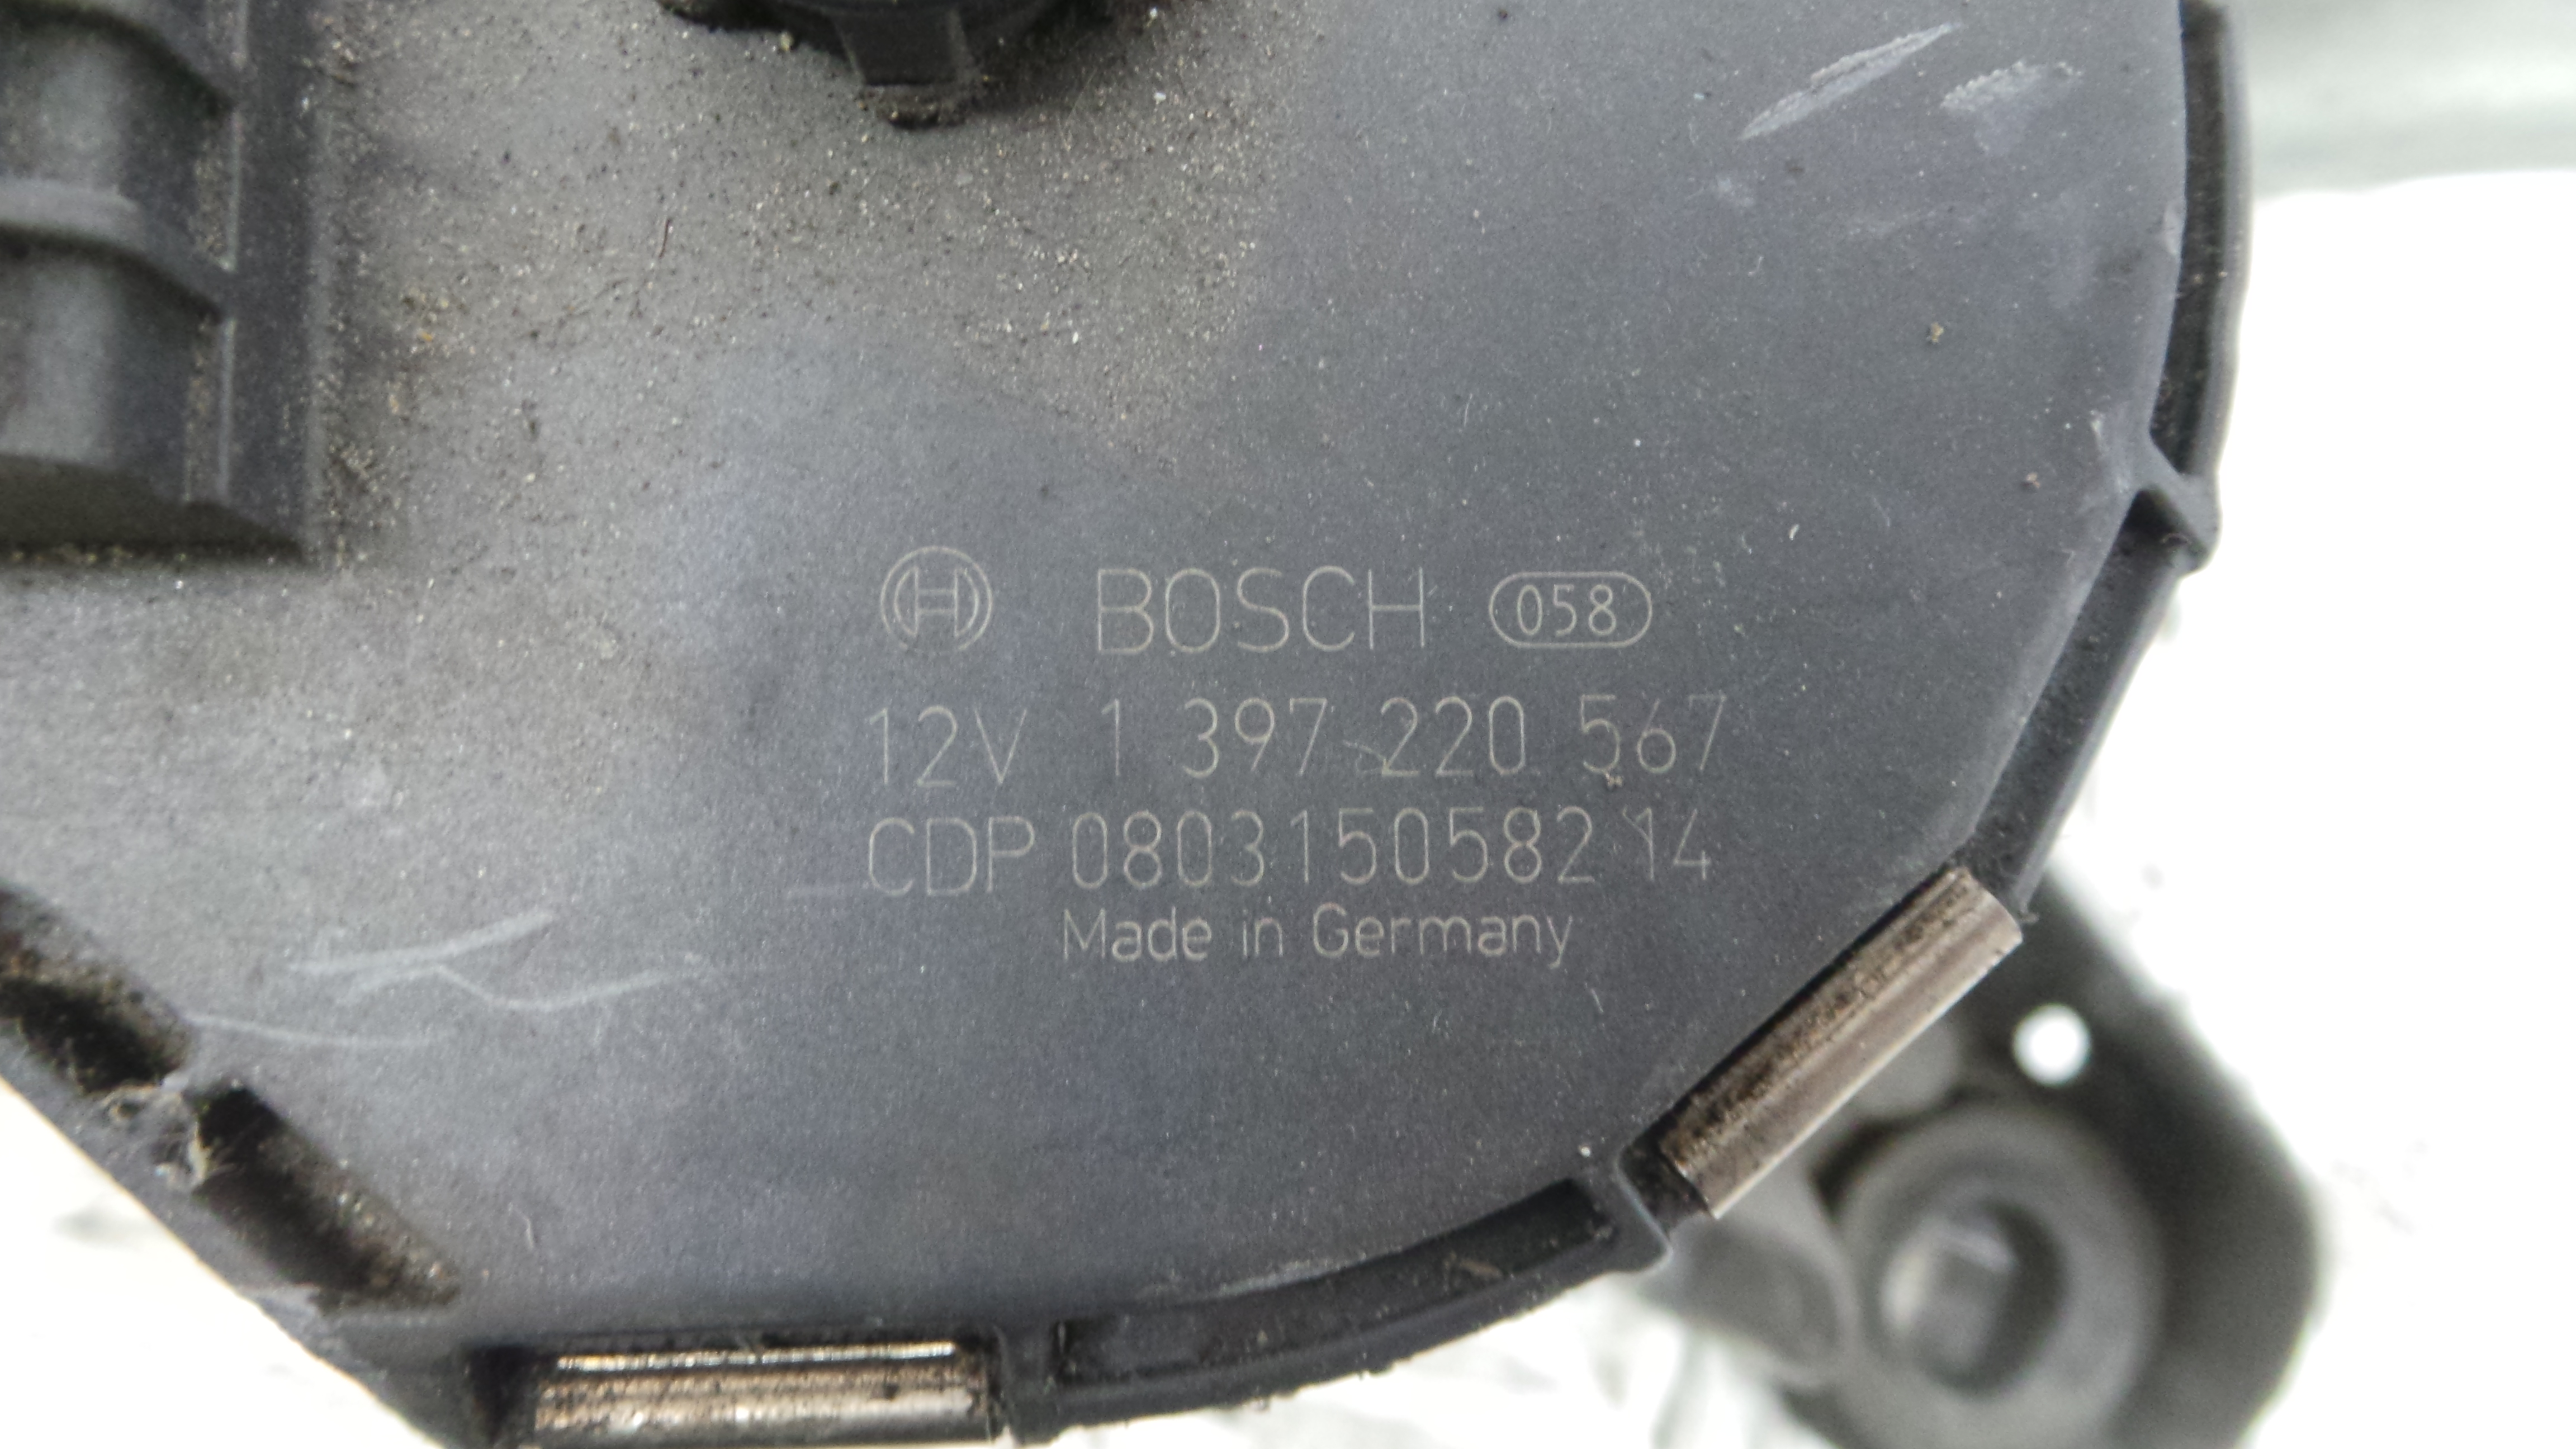 BOSCH 058
12V 1 397 220 567
CDP 080315058214
Made in Germany